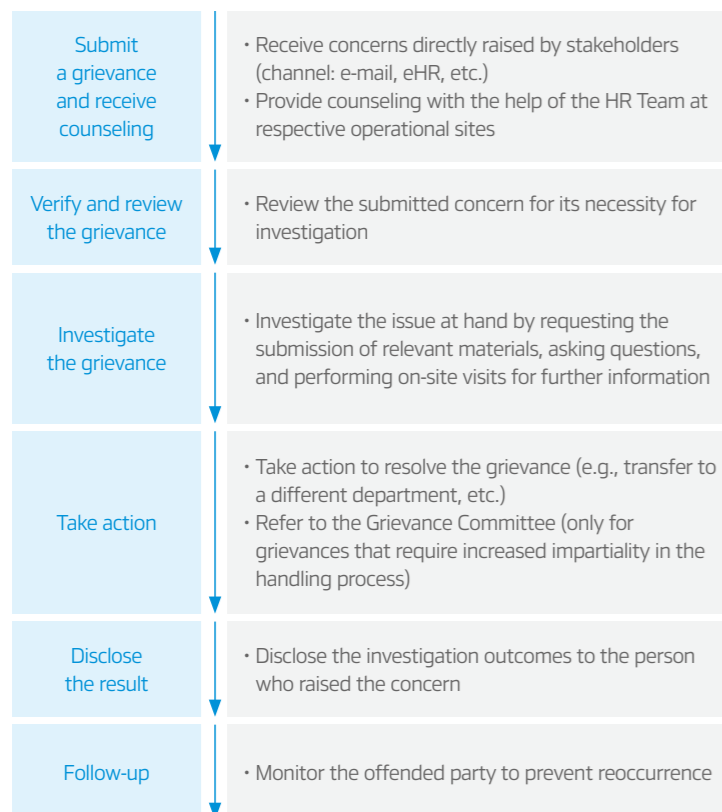 Submit
a grievance
and receive
counseling
• Receive concerns directly raised by stakeholders
(channel: e-mail, eHR, etc.)
• Provide counseling with the help of the HR Team at
respective operational sites
Verify and review
the grievance
• Review the submitted concern for its necessity for
investigation
Investigate
the grievance
• Investigate the issue at hand by requesting the
submission of relevant materials, asking questions,
and performing on-site visits for further information
Take action
• Take action to resolve the grievance (e.g., transfer to
a different department, etc.)
• Refer to the Grievance Committee (only for
grievances that require increased impartiality in the
handling process)
Disclose
the result
• Disclose the investigation outcomes to the person
who raised the concern
Follow-up
• Monitor the offended party to prevent reoccurrence